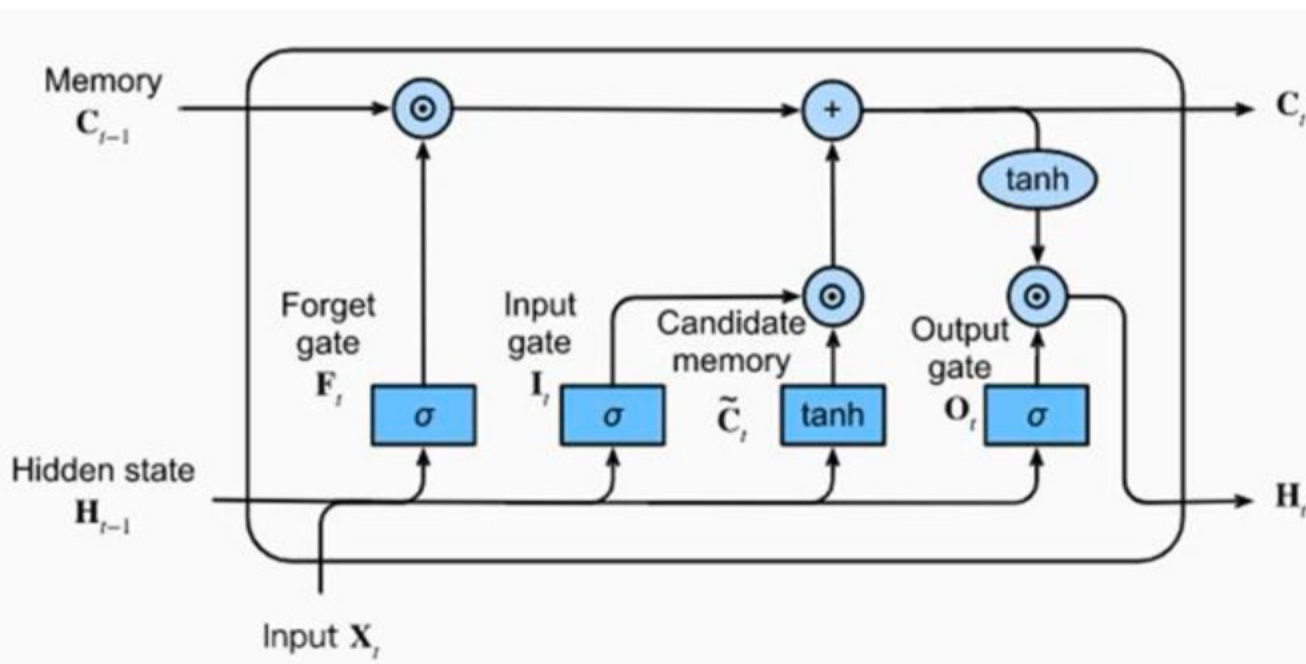 Memory
C_{t-1}
⊙
+
C_t
tanh
Forget
gate
F_t
Input
gate
I_t
⊙
Candidate
memory
C̃_t
⊙
Output
gate
O_t
σ
σ
tanh
σ
Hidden state
H_{t-1}
H_t
Input X_t